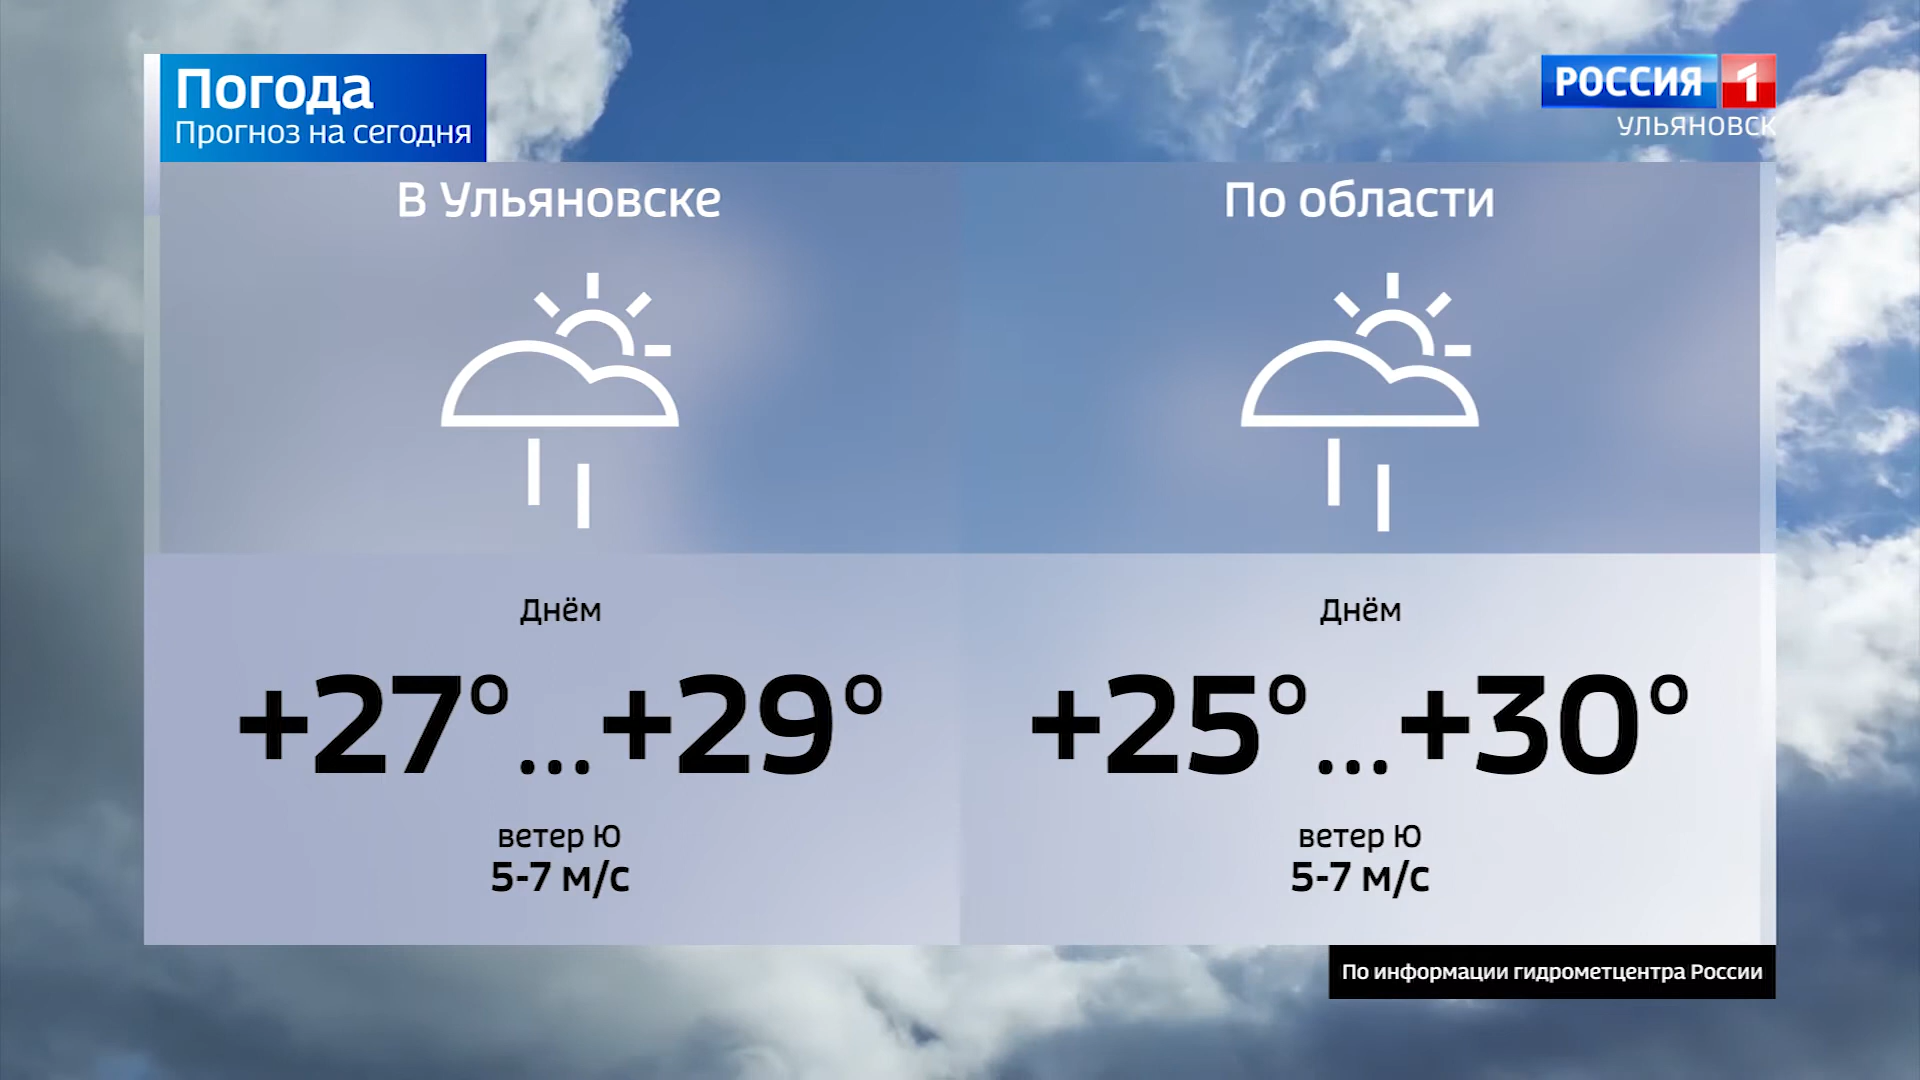 Погода
Прогноз на сегодня
РОССИЯ 1
УЛЬЯНОВСК
В Ульяновске
По области
Днём
Днём
+27°...+29°
+25°...+30°
ветер Ю
5-7 м/с
ветер Ю
5-7 м/с
По информации гидрометцентра России